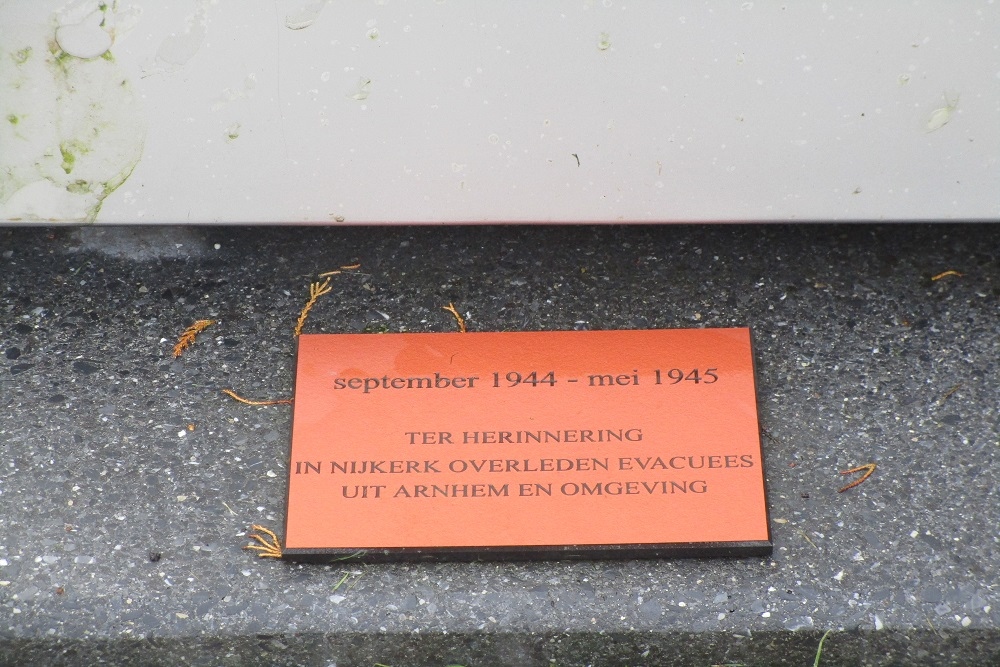 september 1944 - mei 1945
TER HERINNERING
IN NIJKERK OVERLEDEN EVACUEES
UIT ARNHEM EN OMGEVING